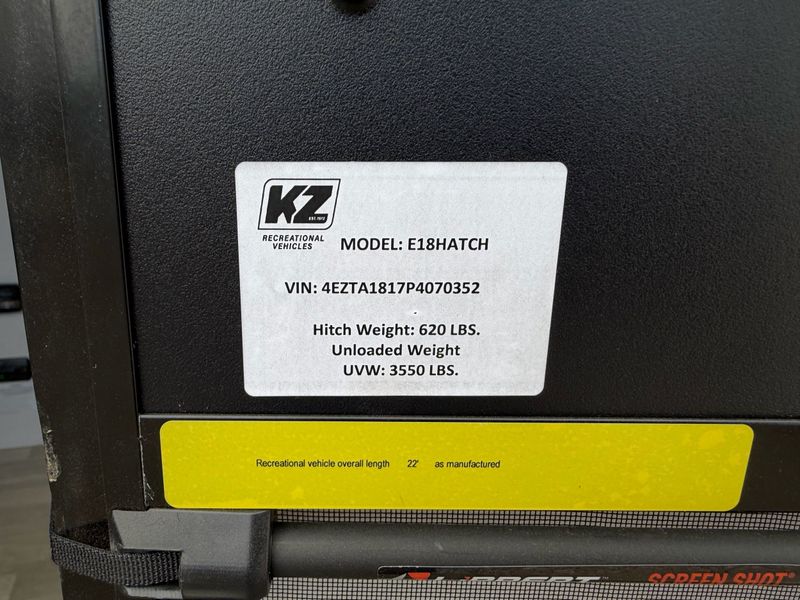 KZ
EST. 1972
RECREATIONAL
VEHICLES
MODEL: E18HATCH
VIN: 4EZTA1817P4070352
Hitch Weight: 620 LBS.
Unloaded Weight
UVW: 3550 LBS.
Recreational vehicle overall length 22' as manufactured
LIPPERT™ SCREEN SHOT